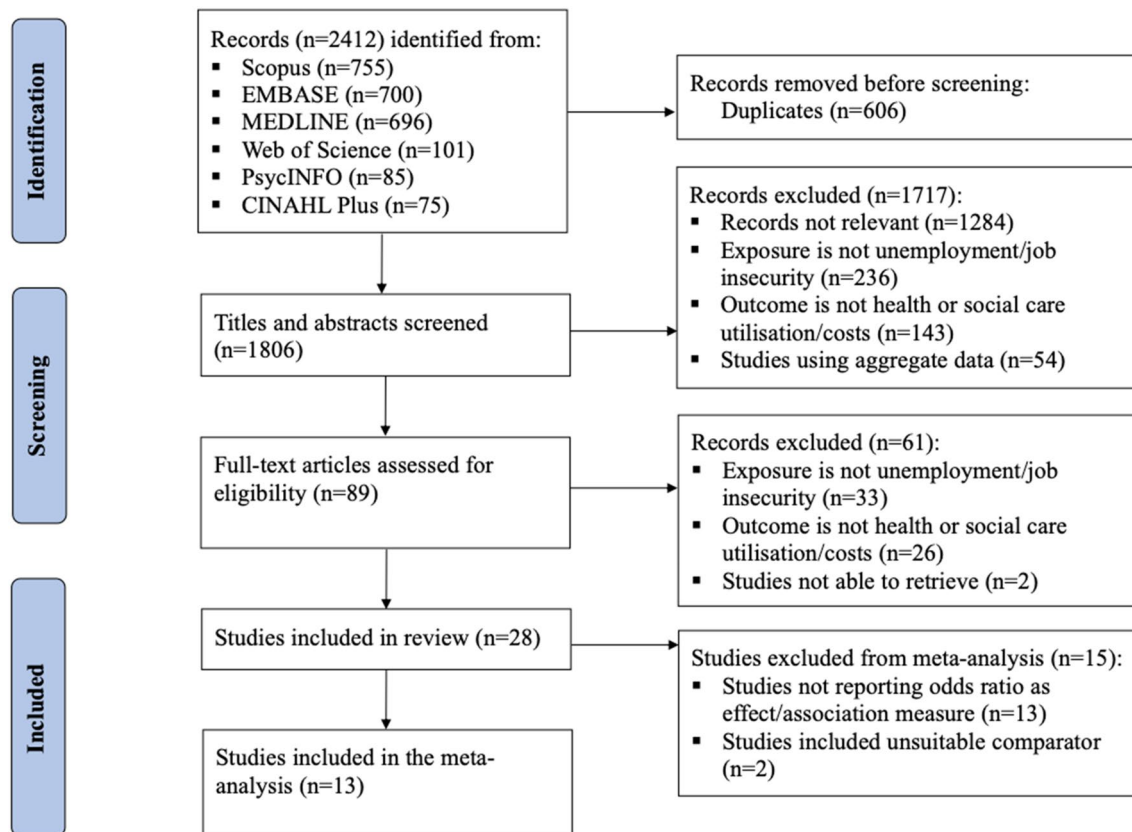 Identification
Records (n=2412) identified from:
▪ Scopus (n=755)
▪ EMBASE (n=700)
▪ MEDLINE (n=696)
▪ Web of Science (n=101)
▪ PsycINFO (n=85)
▪ CINAHL Plus (n=75)
Records removed before screening:
Duplicates (n=606)
Screening
Titles and abstracts screened
(n=1806)
Records excluded (n=1717):
▪ Records not relevant (n=1284)
▪ Exposure is not unemployment/job
insecurity (n=236)
▪ Outcome is not health or social care
utilisation/costs (n=143)
▪ Studies using aggregate data (n=54)
Full-text articles assessed for
eligibility (n=89)
Records excluded (n=61):
▪ Exposure is not unemployment/job
insecurity (n=33)
▪ Outcome is not health or social care
utilisation/costs (n=26)
▪ Studies not able to retrieve (n=2)
Included
Studies included in review (n=28)
Studies excluded from meta-analysis (n=15):
▪ Studies not reporting odds ratio as
effect/association measure (n=13)
▪ Studies included unsuitable comparator
(n=2)
Studies included in the meta-
analysis (n=13)